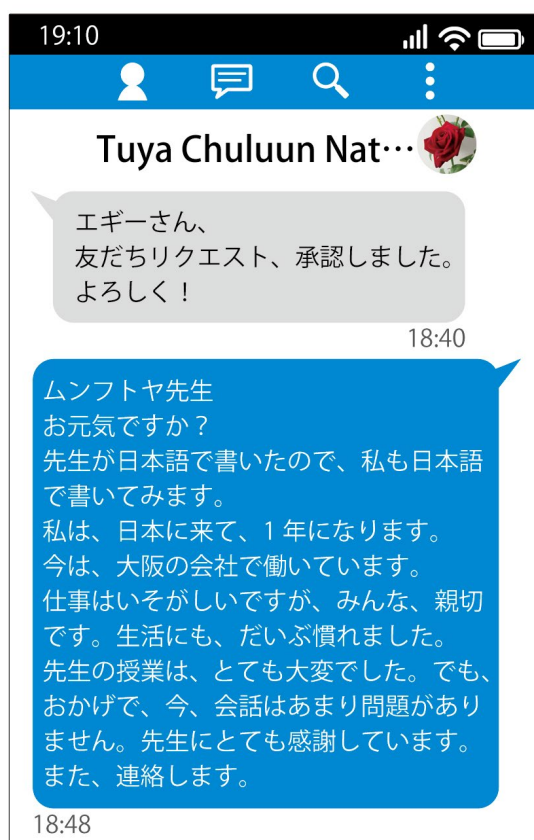 19:10
Tuya Chuluun Nat…
エギーさん、
友だちリクエスト、承認しました。
よろしく！
18:40
ムンフトヤ先生
お元気ですか？
先生が日本語で書いたので、私も日本語
で書いてみます。
私は、日本に来て、1年になります。
今は、大阪の会社で働いています。
仕事はいそがしいですが、みんな、親切
です。生活にも、だいぶ慣れました。
先生の授業は、とても大変でした。でも、
おかげで、今、会話はあまり問題があり
ません。先生にとても感謝しています。
また、連絡します。
18:48